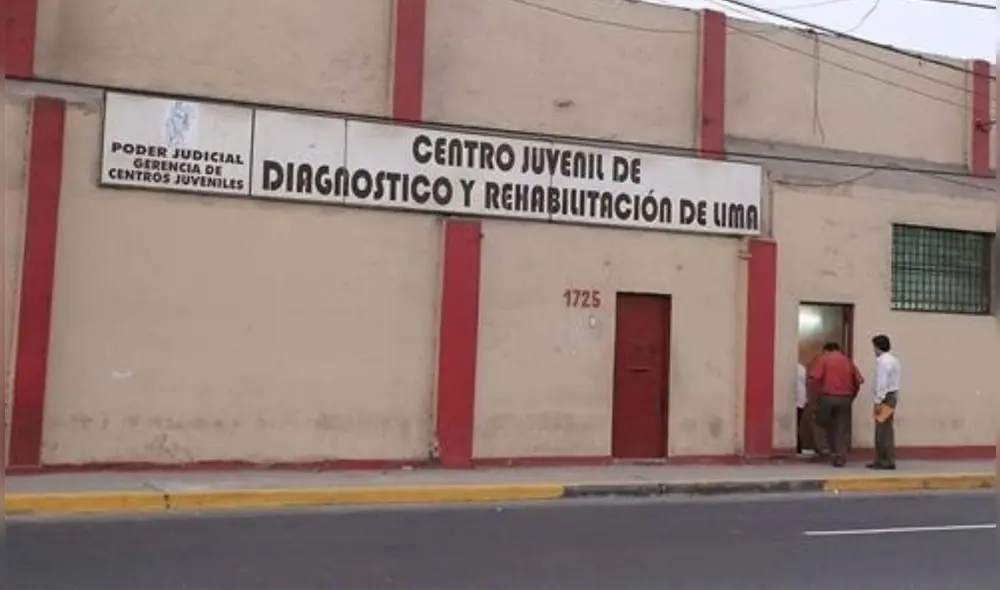 PODER JUDICIAL
GERENCIA DE
CENTROS JUVENILES
CENTRO JUVENIL DE
DIAGNOSTICO Y REHABILITACIÓN DE LIMA
1725